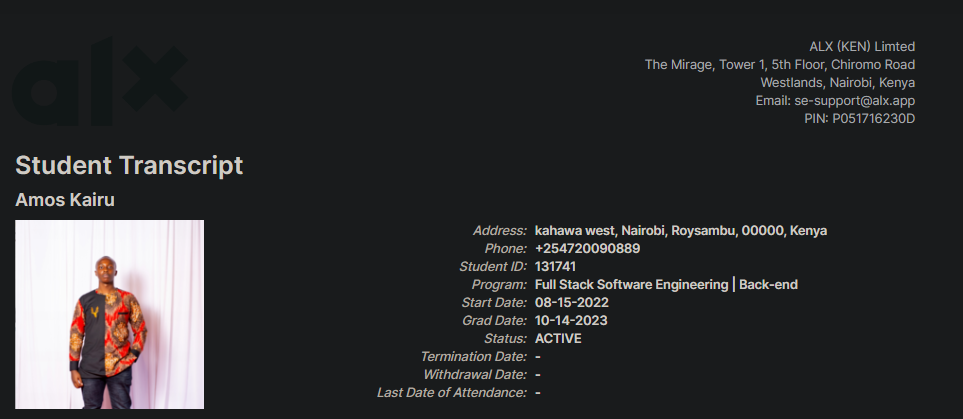 alx
ALX (KEN) Limted
The Mirage, Tower 1, 5th Floor, Chiromo Road
Westlands, Nairobi, Kenya
Email: se-support@alx.app
PIN: P051716230D
Student Transcript
Amos Kairu
Address: kahawa west, Nairobi, Roysambu, 00000, Kenya
Phone: +254720090889
Student ID: 131741
Program: Full Stack Software Engineering | Back-end
Start Date: 08-15-2022
Grad Date: 10-14-2023
Status: ACTIVE
Termination Date: -
Withdrawal Date: -
Last Date of Attendance: -